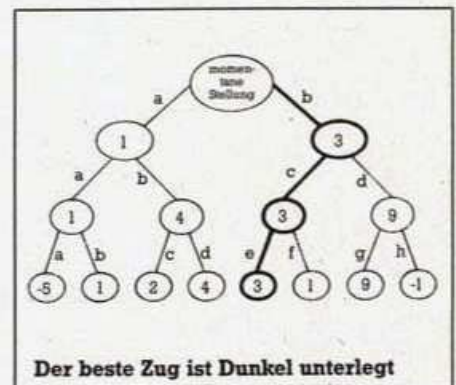 momen-
tane
Stellung
a b
1 3
a b c d
1 4 3 9
a b c d e f g h
-5 1 2 4 3 1 9 -1
Der beste Zug ist Dunkel unterlegt